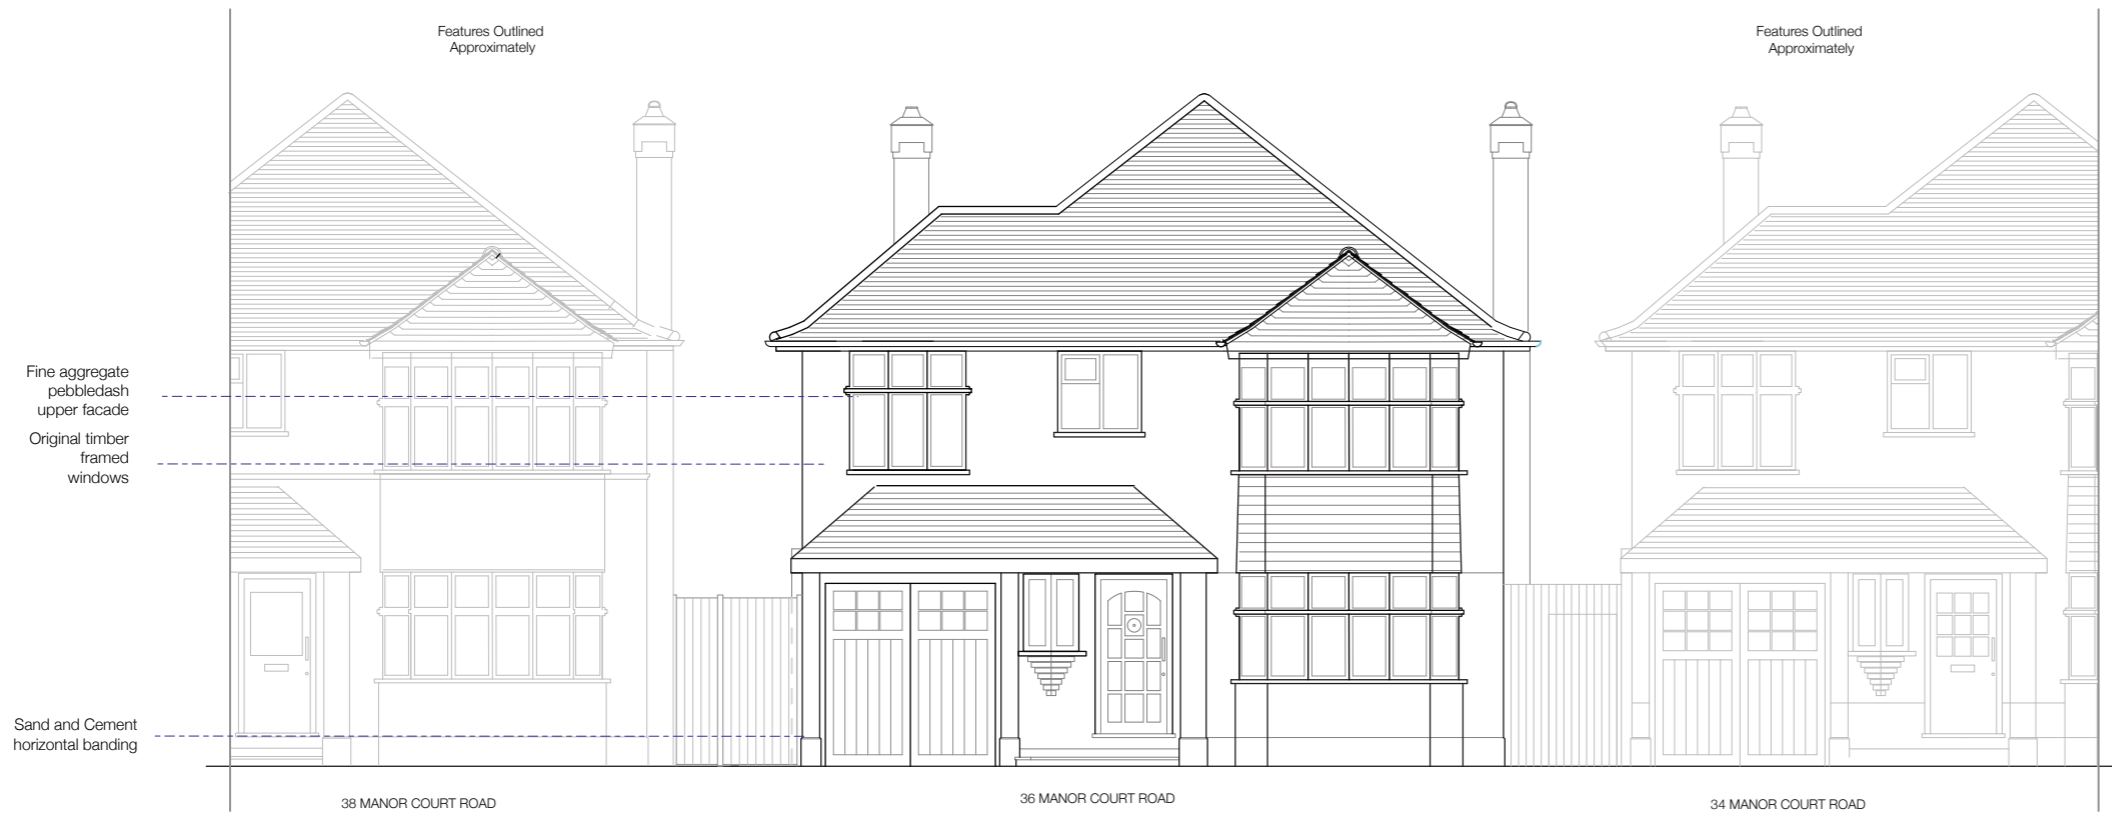 Features Outlined
Approximately
Features Outlined
Approximately
Fine aggregate
pebbledash
upper facade
Original timber
framed
windows
Sand and Cement
horizontal banding
38 MANOR COURT ROAD
36 MANOR COURT ROAD
34 MANOR COURT ROAD